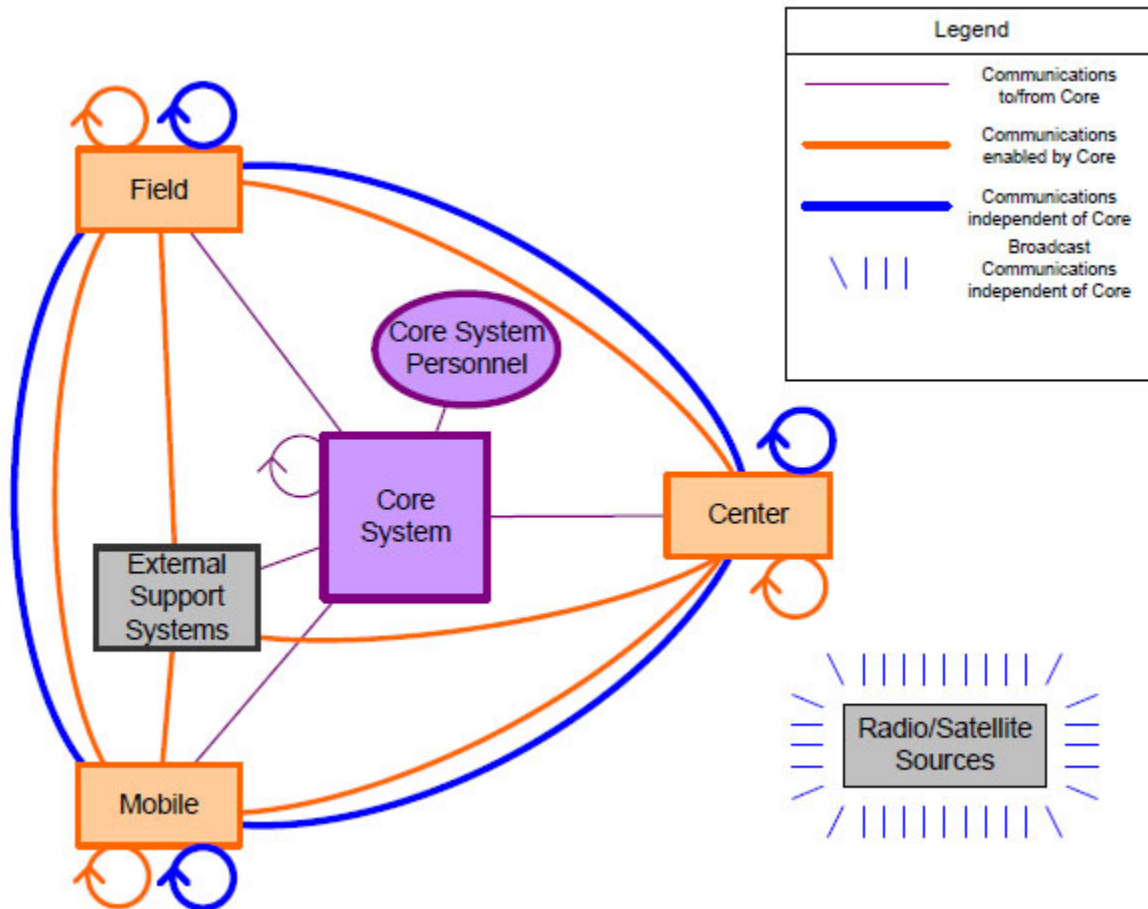 Legend
Communications
to/from Core
Communications
enabled by Core
Communications
independent of Core
Broadcast
Communications
independent of Core
Field
Core System
Personnel
Core
System
Center
External
Support
Systems
Radio/Satellite
Sources
Mobile